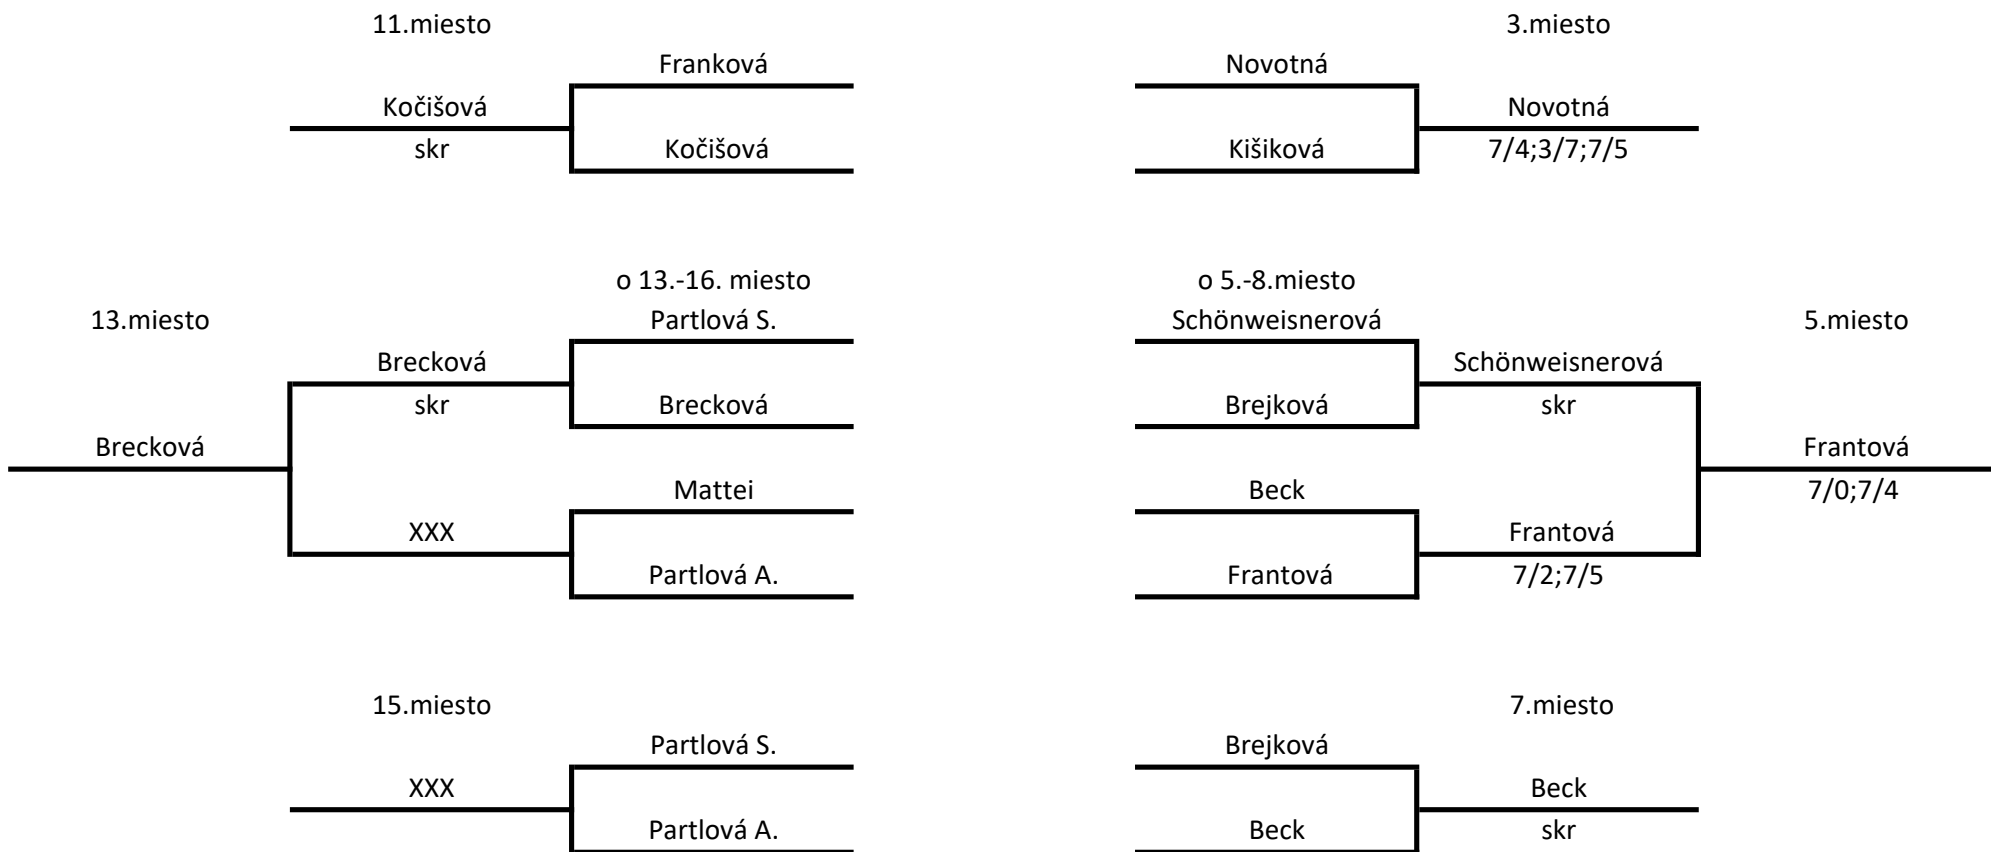 11.miesto
3.miesto
Franková
Novotná
Kočišová
Novotná
skr
Kočišová
Kišiková
7/4;3/7;7/5
o 13.-16. miesto
o 5.-8.miesto
13.miesto
Partlová S.
Schönweisnerová
5.miesto
Brecková
Schönweisnerová
skr
Brecková
Brejková
skr
Brecková
Frantová
Mattei
Beck
7/0;7/4
XXX
Frantová
Partlová A.
Frantová
7/2;7/5
15.miesto
7.miesto
Partlová S.
Brejková
XXX
Beck
Partlová A.
Beck
skr